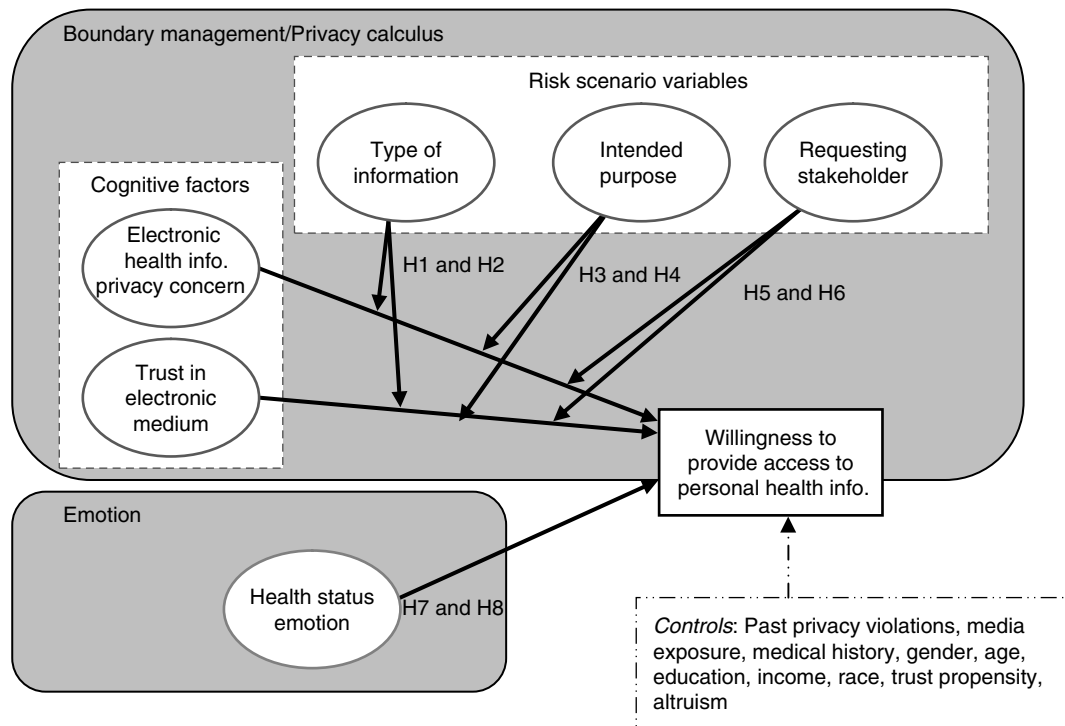 Boundary management/Privacy calculus
Risk scenario variables
Type of
information
Intended
purpose
Requesting
stakeholder
Cognitive factors
Electronic
health info.
privacy concern
H1 and H2
H3 and H4
H5 and H6
Trust in
electronic
medium
Willingness to
provide access to
personal health info.
Emotion
Health status
emotion
H7 and H8
Controls: Past privacy violations, media
exposure, medical history, gender, age,
education, income, race, trust propensity,
altruism